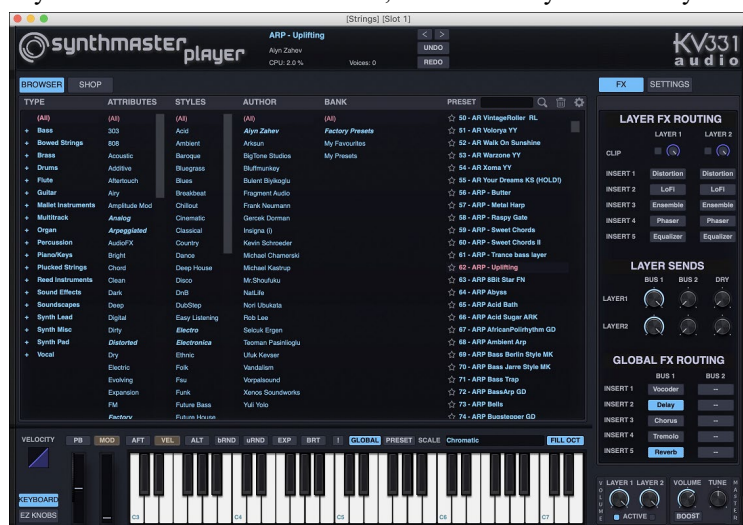 [Strings] [Slot 1]
synthmaster player
ARP - Uplifting
Aiyn Zahev
CPU: 2.0 %
Voices: 0
< >
UNDO
REDO
KV331
audio
BROWSER
SHOP
FX
SETTINGS
TYPE
(All)
+ Bass
+ Bowed Strings
+ Brass
+ Drums
+ Flute
+ Guitar
+ Mallet Instruments
+ Multitrack
+ Organ
+ Percussion
+ Piano/Keys
+ Plucked Strings
+ Reed Instruments
+ Sound Effects
+ Soundscapes
+ Synth Lead
+ Synth Misc
+ Synth Pad
+ Vocal
ATTRIBUTES
(All)
303
808
Acoustic
Additive
Aftertouch
Airy
Amplitude Mod
Analog
Arpeggiated
AudioFX
Bright
Chord
Clean
Dark
Deep
Digital
Dirty
Distorted
Dry
Electric
Evolving
Expansion
FM
Factory
STYLES
(All)
Acid
Ambient
Baroque
Bluegrass
Blues
Breakbeat
Chillout
Cinematic
Classical
Country
Dance
Deep House
Disco
DnB
DubStep
Easy Listening
Electro
Electronica
Ethnic
Folk
Fsu
Funk
Future Bass
Future House
AUTHOR
(All)
Aiyn Zahev
Arksun
BigTone Studios
Bluffmunkey
Bulent Biyikoglu
Fragment Audio
Frank Neumann
Gercek Dorman
Insigna (i)
Kevin Schroeder
Michael Chamerski
Michael Kastrup
Mr.Shoufuku
NatLife
Nori Ubukata
Rob Lee
Selcuk Ergen
Teoman Pasinlioglu
Ufuk Kevser
Vandalism
Vorpalsound
Xenos Soundworks
Yuli Yolo
BANK
(All)
Factory Presets
My Favourites
My Presets
PRESET
50 - AR VintageRoller RL
51 - AR Volorya YY
52 - AR Walk On Sunshine
53 - AR Warzone YY
54 - AR Xoma YY
55 - AR Your Dreams KS (HOLD!)
56 - ARP - Butter
57 - ARP - Metal Harp
58 - ARP - Raspy Gate
59 - ARP - Sweet Chords
60 - ARP - Sweet Chords II
61 - ARP - Trance bass layer
62 - ARP - Uplifting
63 - ARP 8Bit Star FN
64 - ARP Abyss
65 - ARP Acid Bath
66 - ARP Acid Sugar ARK
67 - ARP AfricanPolirhythm GD
68 - ARP Ambient Arp
69 - ARP Bass Berlin Style MK
70 - ARP Bass Jarre Style MK
71 - ARP Bass Trap
72 - ARP BassArp GD
73 - ARP Bells
74 - ARP Bugstepper GD
LAYER FX ROUTING
LAYER 1 LAYER 2
CLIP
INSERT 1 Distortion Distortion
INSERT 2 LoFi LoFi
INSERT 3 Ensemble Ensemble
INSERT 4 Phaser Phaser
INSERT 5 Equalizer Equalizer
LAYER SENDS
BUS 1 BUS 2 DRY
LAYER1
LAYER2
GLOBAL FX ROUTING
BUS 1 BUS 2
INSERT 1 Vocoder --
INSERT 2 Delay --
INSERT 3 Chorus --
INSERT 4 Tremolo --
INSERT 5 Reverb --
VELOCITY
PB MOD AFT VEL ALT bRND uRND EXP BRT ! GLOBAL PRESET SCALE Chromatic FILL OCT
KEYBOARD
EZ KNOBS
C3 C4 C5 C6 C7
VOLUME
LAYER 1 LAYER 2
ACTIVE
VOLUME TUNE
BOOST
MASTER